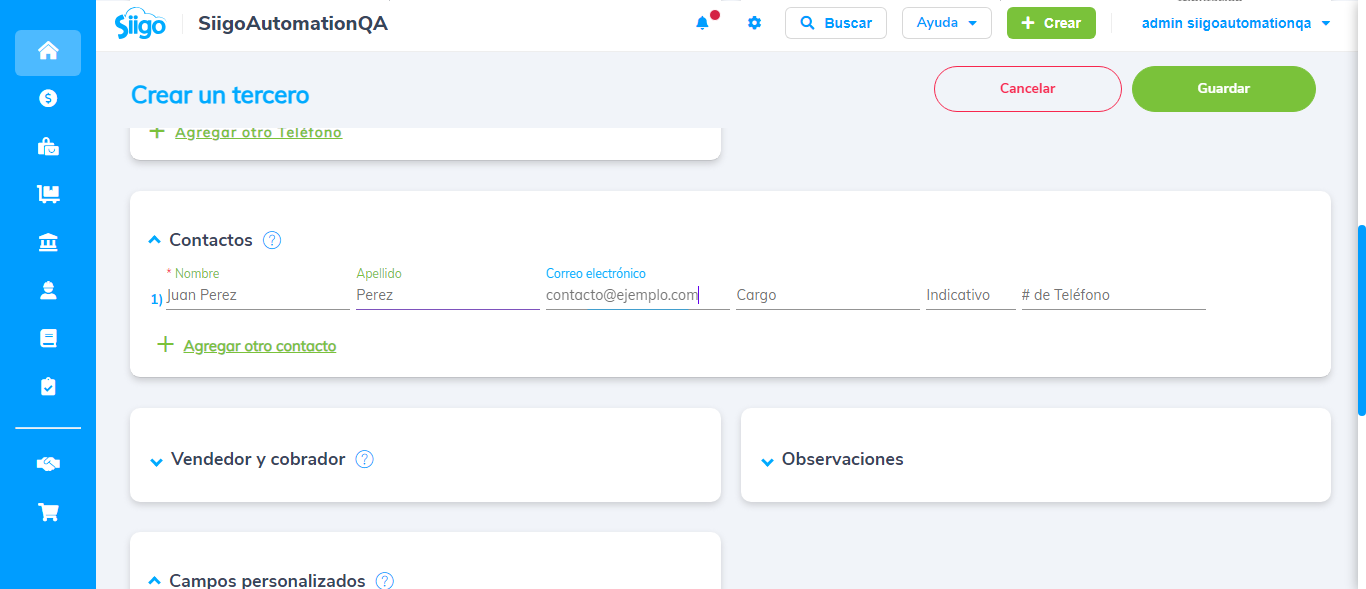 Siigo
SiigoAutomationQA
Buscar
Ayuda
Crear
admin siigoautomationqa
Crear un tercero
Cancelar
Guardar
Agregar otro Teléfono
Contactos ?
* Nombre
Apellido
Correo electrónico
1) Juan Perez
Perez
contacto@ejemplo.com
Cargo
Indicativo
# de Teléfono
Agregar otro contacto
Vendedor y cobrador ?
Observaciones
Campos personalizados ?